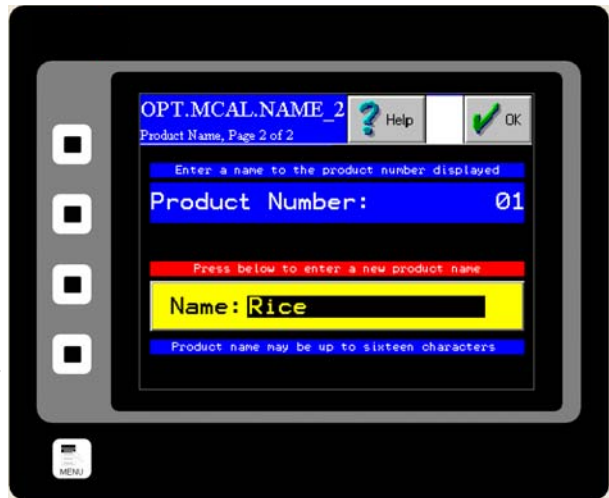 OPT.MCAL.NAME_2
Product Name, Page 2 of 2
Help
OK
Enter a name to the product number displayed
Product Number: 01
Press below to enter a new product name
Name: Rice
Product name may be up to sixteen characters
MENU